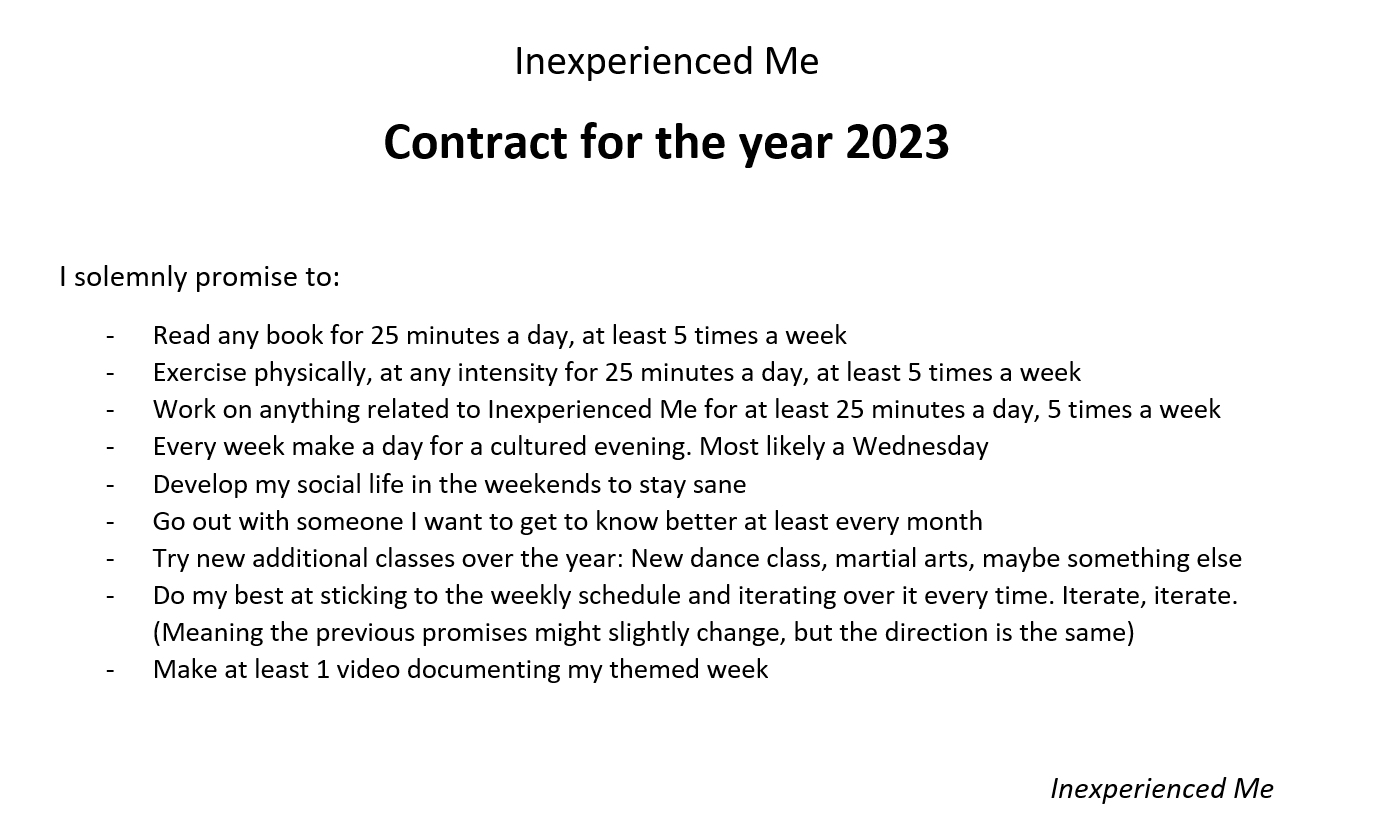 Inexperienced Me
Contract for the year 2023
I solemnly promise to:
- Read any book for 25 minutes a day, at least 5 times a week
- Exercise physically, at any intensity for 25 minutes a day, at least 5 times a week
- Work on anything related to Inexperienced Me for at least 25 minutes a day, 5 times a week
- Every week make a day for a cultured evening. Most likely a Wednesday
- Develop my social life in the weekends to stay sane
- Go out with someone I want to get to know better at least every month
- Try new additional classes over the year: New dance class, martial arts, maybe something else
- Do my best at sticking to the weekly schedule and iterating over it every time. Iterate, iterate.
(Meaning the previous promises might slightly change, but the direction is the same)
- Make at least 1 video documenting my themed week
Inexperienced Me